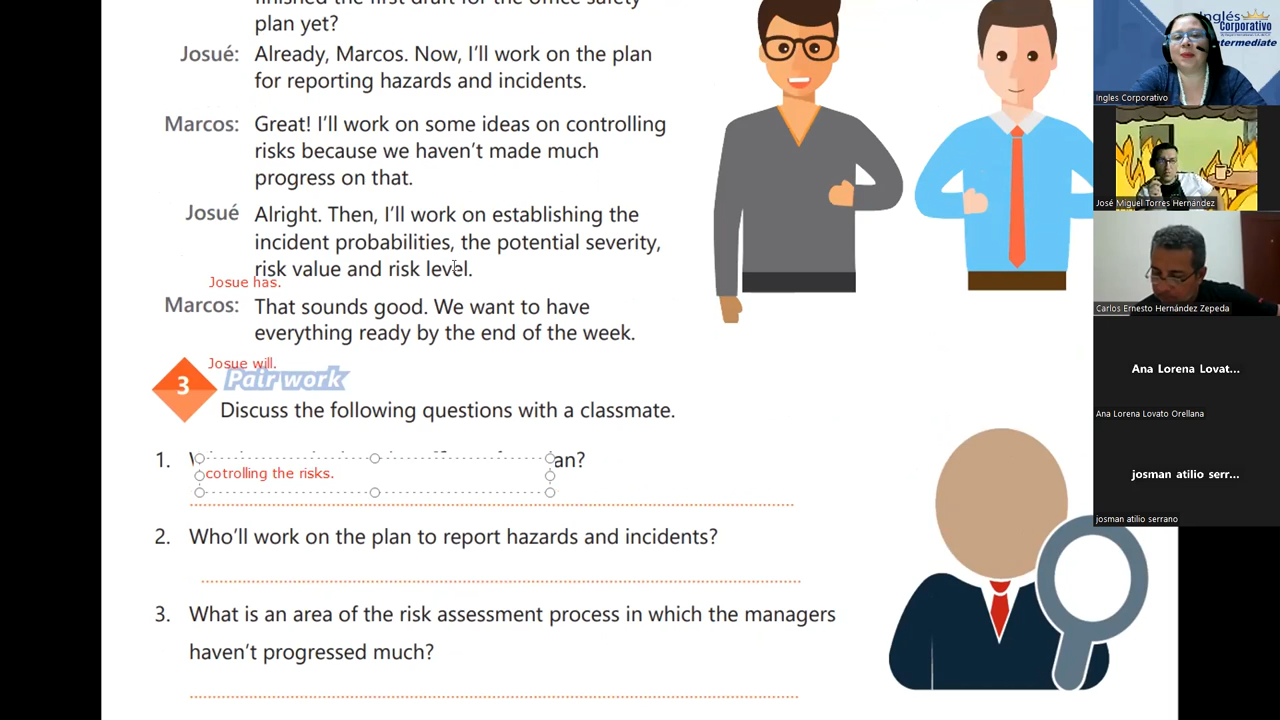 finished the first draft for the office safety
plan yet?
Josué: Already, Marcos. Now, I'll work on the plan
for reporting hazards and incidents.
Marcos: Great! I'll work on some ideas on controlling
risks because we haven't made much
progress on that.
Josué Alright. Then, I'll work on establishing the
incident probabilities, the potential severity,
risk value and risk level.
Josue has.
Marcos: That sounds good. We want to have
everything ready by the end of the week.
Josue will.
3 Pair work
Discuss the following questions with a classmate.
1. an?
cotrolling the risks.
2. Who'll work on the plan to report hazards and incidents?
3. What is an area of the risk assessment process in which the managers
haven't progressed much?
Inglés
Corporativo
Intermediate
Ingles Corporativo
José Miguel Torres Hernández
Carlos Ernesto Hernández Zepeda
Ana Lorena Lovat...
Ana Lorena Lovato Orellana
josman atilio serr...
josman atilio serrano